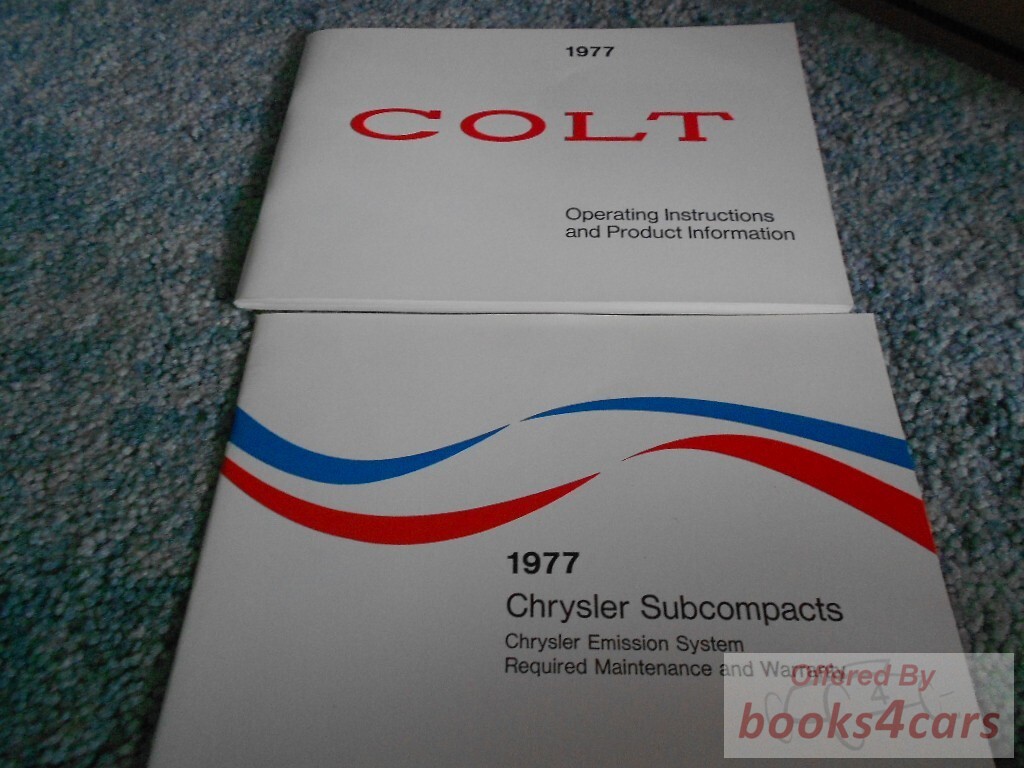 1977
COLT
Operating Instructions
and Product Information
1977
Chrysler Subcompacts
Chrysler Emission System
Required Maintenance and Warranty
Offered By
books4cars